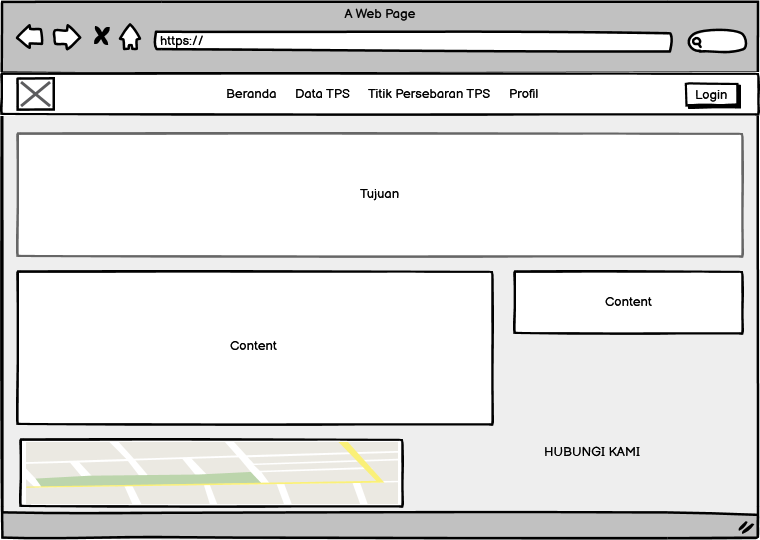 A Web Page
https://
Beranda Data TPS Titik Persebaran TPS Profil Login
Tujuan
Content
Content
HUBUNGI KAMI